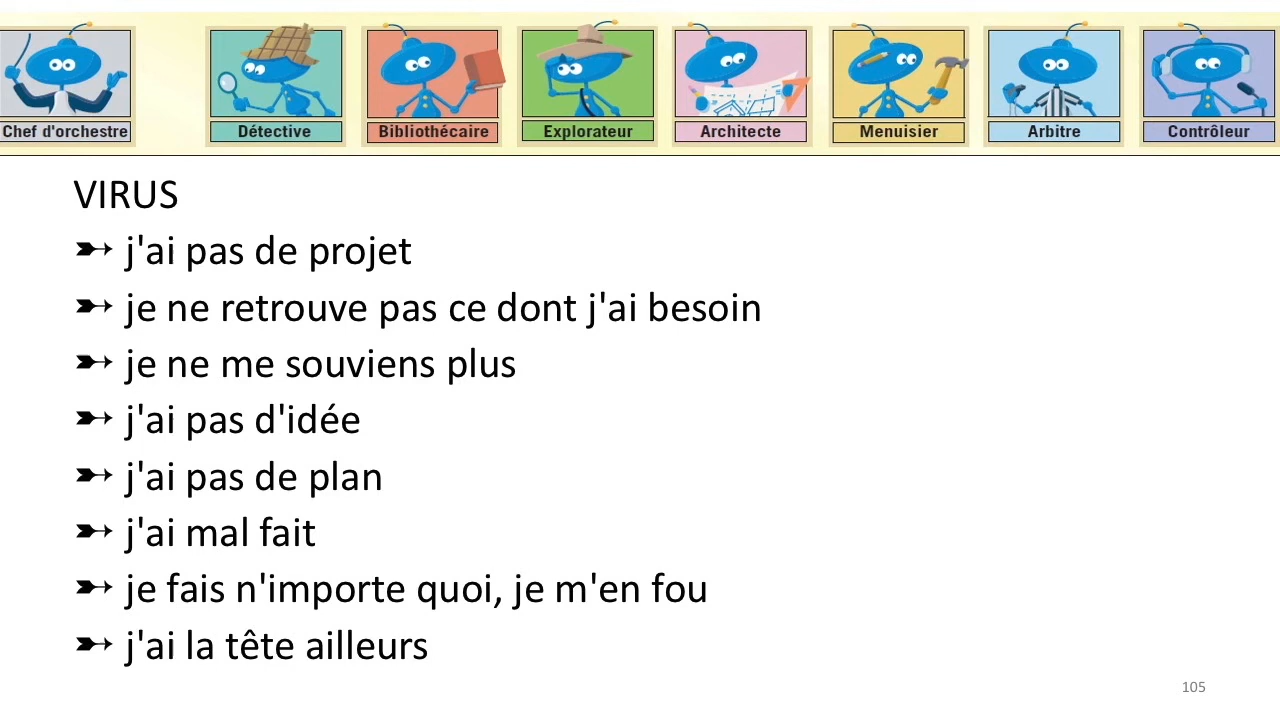 Chef d'orchestre Détective Bibliothécaire Explorateur Architecte Menuisier Arbitre Contrôleur
VIRUS
➼ j'ai pas de projet
➼ je ne retrouve pas ce dont j'ai besoin
➼ je ne me souviens plus
➼ j'ai pas d'idée
➼ j'ai pas de plan
➼ j'ai mal fait
➼ je fais n'importe quoi, je m'en fou
➼ j'ai la tête ailleurs
105